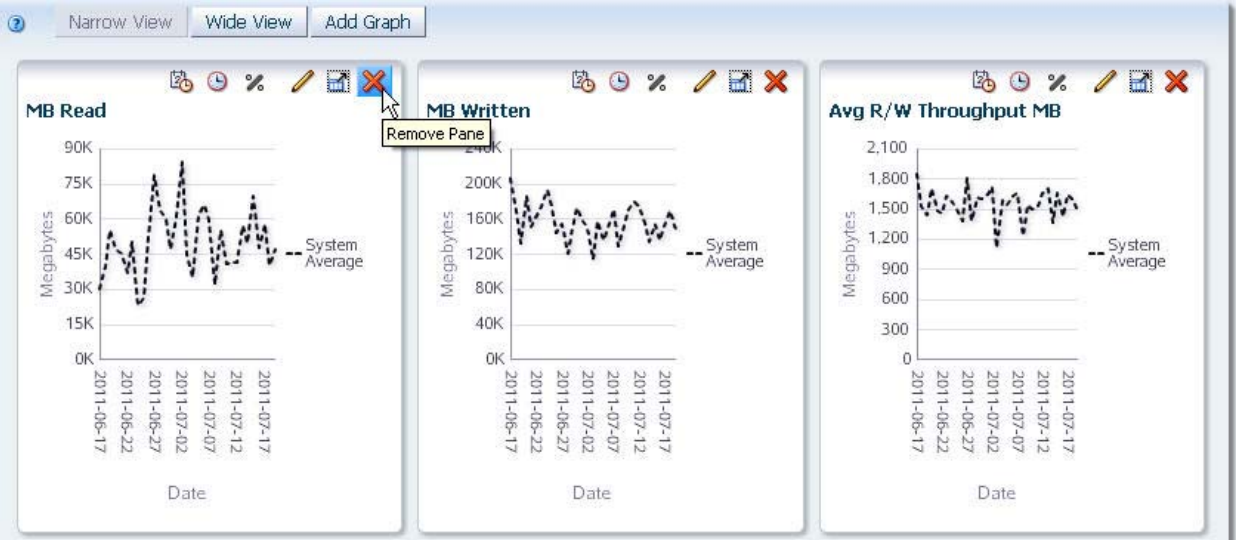 Narrow View Wide View Add Graph
MB Read
Remove Pane
90K
75K
60K
45K
30K
15K
0K
Megabytes
System
Average
2011-06-17
2011-06-22
2011-06-27
2011-07-02
2011-07-07
2011-07-12
2011-07-17
Date
MB Written
240K
200K
160K
120K
80K
40K
0K
Megabytes
System
Average
2011-06-17
2011-06-22
2011-06-27
2011-07-02
2011-07-07
2011-07-12
2011-07-17
Date
Avg R/W Throughput MB
2,100
1,800
1,500
1,200
900
600
300
0
Megabytes
System
Average
2011-06-17
2011-06-22
2011-06-27
2011-07-02
2011-07-07
2011-07-12
2011-07-17
Date